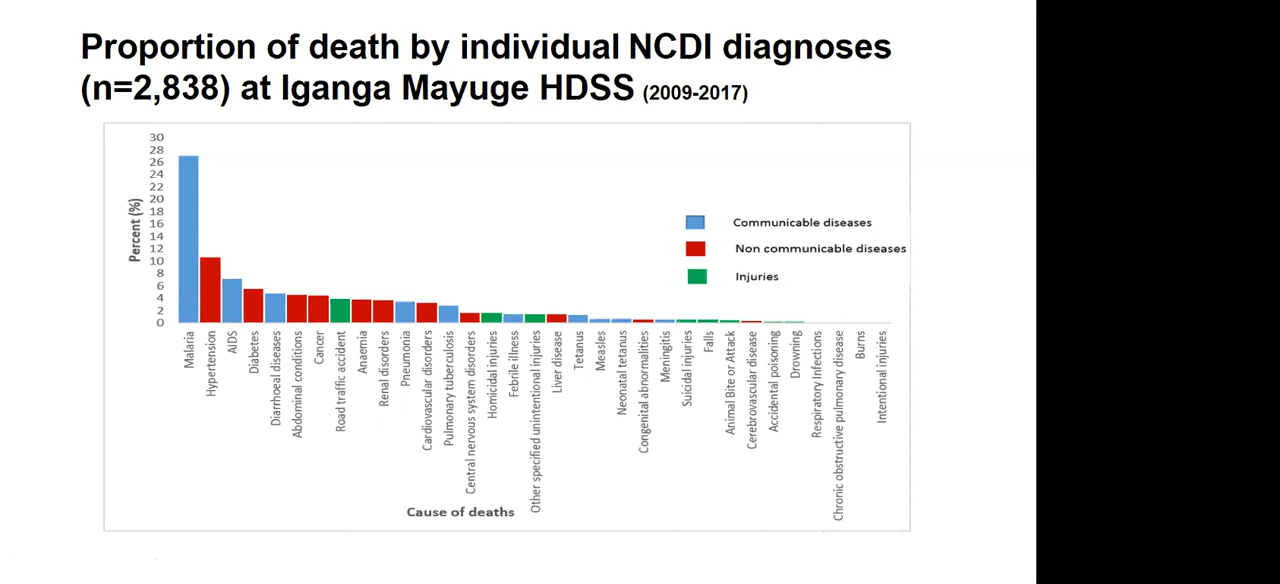 Proportion of death by individual NCDI diagnoses
(n=2,838) at Iganga Mayuge HDSS (2009-2017)
30
28
26
24
22
20
18
16
14
12
10
8
6
4
2
0
Percent (%)
Communicable diseases
Non communicable diseases
Injuries
Malaria
Hypertension
AIDS
Diabetes
Diarrhoeal diseases
Abdominal conditions
Cancer
Road traffic accident
Anaemia
Renal disorders
Pneumonia
Cardiovascular disorders
Pulmonary tuberculosis
Central nervous system disorders
Homicidal injuries
Febrile illness
Other specified unintentional injuries
Liver disease
Tetanus
Measles
Neonatal tetanus
Congenital abnormalities
Meningitis
Suicidal injuries
Falls
Animal Bite or Attack
Cerebrovascular disease
Accidental poisoning
Drowning
Respiratory Infections
Chronic obstructive pulmonary disease
Burns
Intentional injuries
Cause of deaths